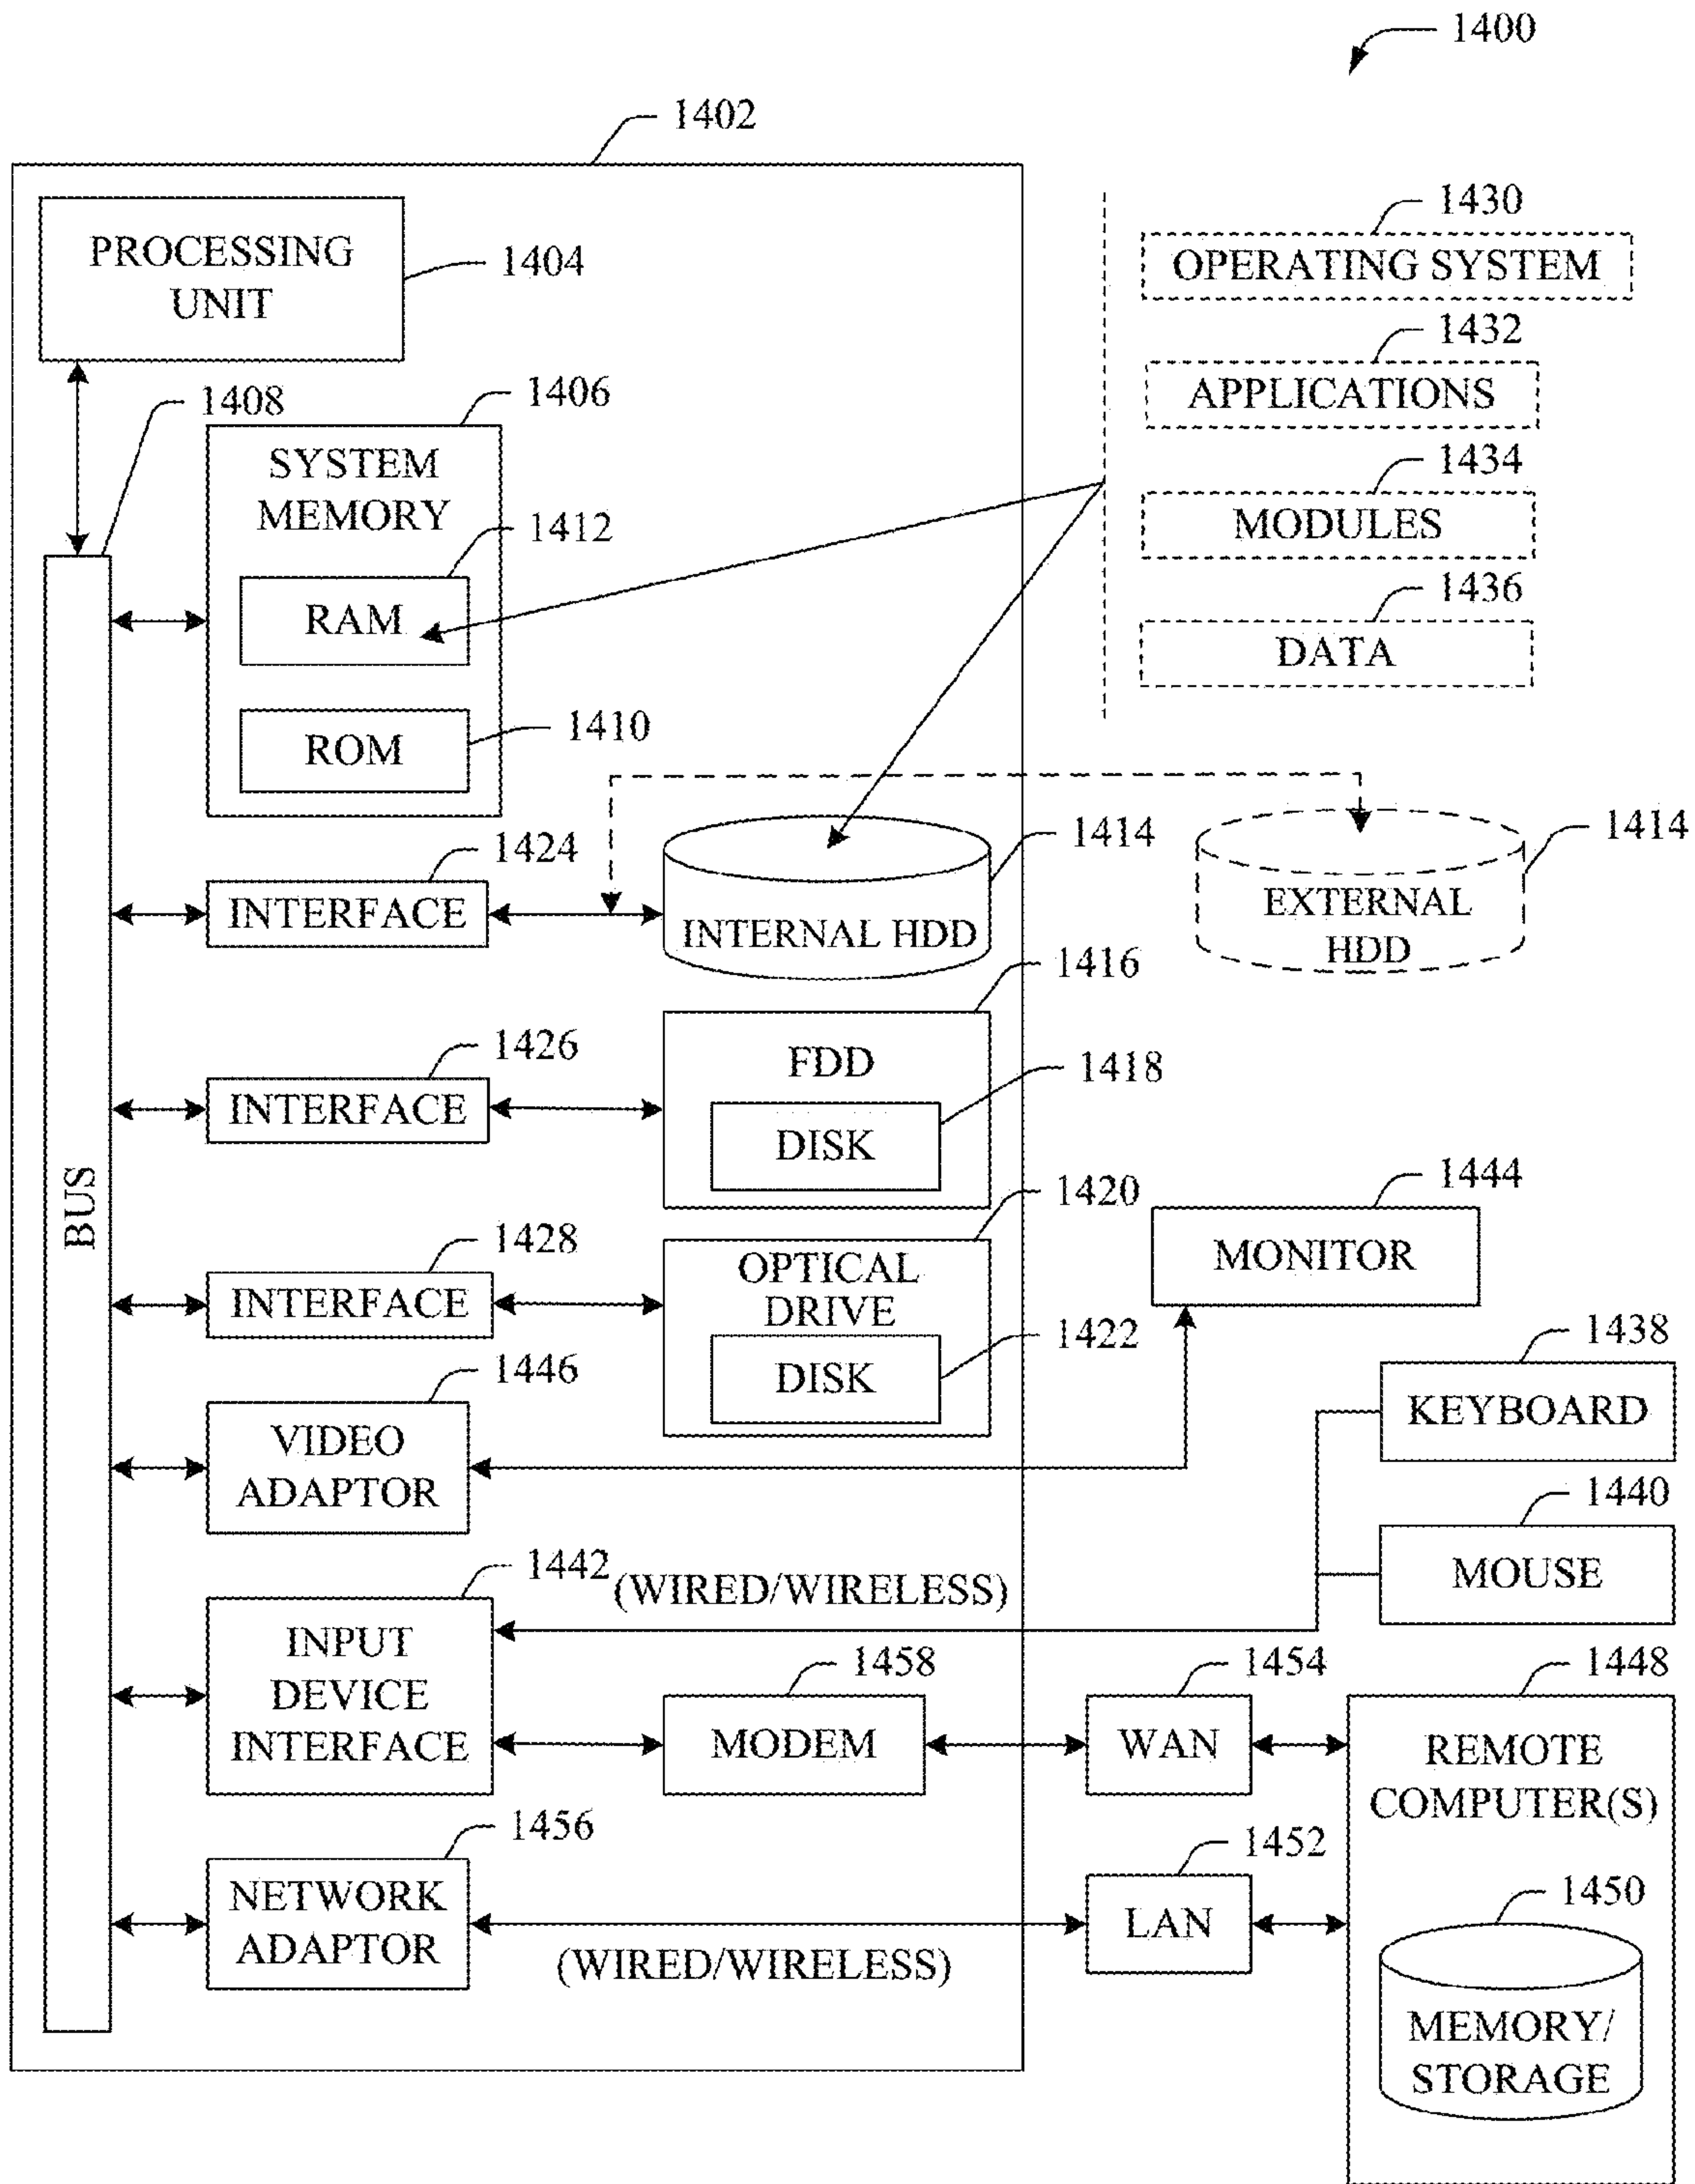 1400
1402
PROCESSING
UNIT
1404
1430
OPERATING SYSTEM
1432
APPLICATIONS
1434
MODULES
1436
DATA
1408
1406
SYSTEM
MEMORY
1412
RAM
1410
ROM
BUS
1424
INTERFACE
1414
INTERNAL HDD
1414
EXTERNAL
HDD
1426
INTERFACE
1416
FDD
1418
DISK
1428
INTERFACE
1420
OPTICAL
DRIVE
1422
DISK
1444
MONITOR
1446
VIDEO
ADAPTOR
1438
KEYBOARD
1440
MOUSE
1442
(WIRED/WIRELESS)
INPUT
DEVICE
INTERFACE
1458
MODEM
1454
WAN
1448
REMOTE
COMPUTER(S)
1456
NETWORK
ADAPTOR
(WIRED/WIRELESS)
1452
LAN
1450
MEMORY/
STORAGE